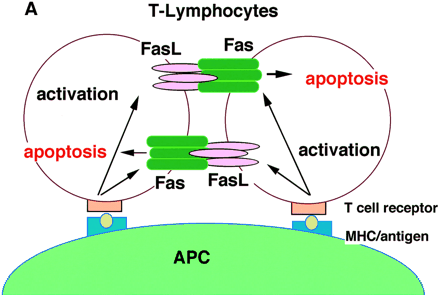 A
T-Lymphocytes
FasL
Fas
activation
apoptosis
apoptosis
activation
Fas
FasL
T cell receptor
MHC/antigen
APC